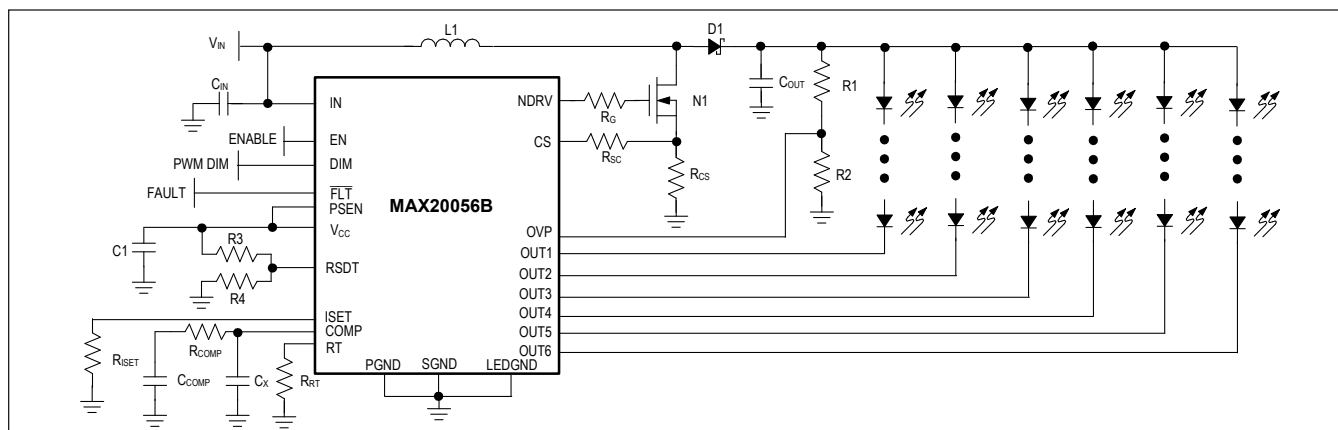 L1
D1
VIN
CIN
COUT
R1
IN
NDRV
RG
N1
ENABLE
EN
CS
RSC
PWM DIM
DIM
RCS
R2
FAULT
FLT
PSEN
MAX20056B
VCC
OVP
C1
R3
OUT1
RSDT
OUT2
R4
OUT3
ISET
OUT4
COMP
OUT5
RISET
RCOMP
RT
OUT6
CCOMP
CX
RRT
PGND
SGND
LEDGND